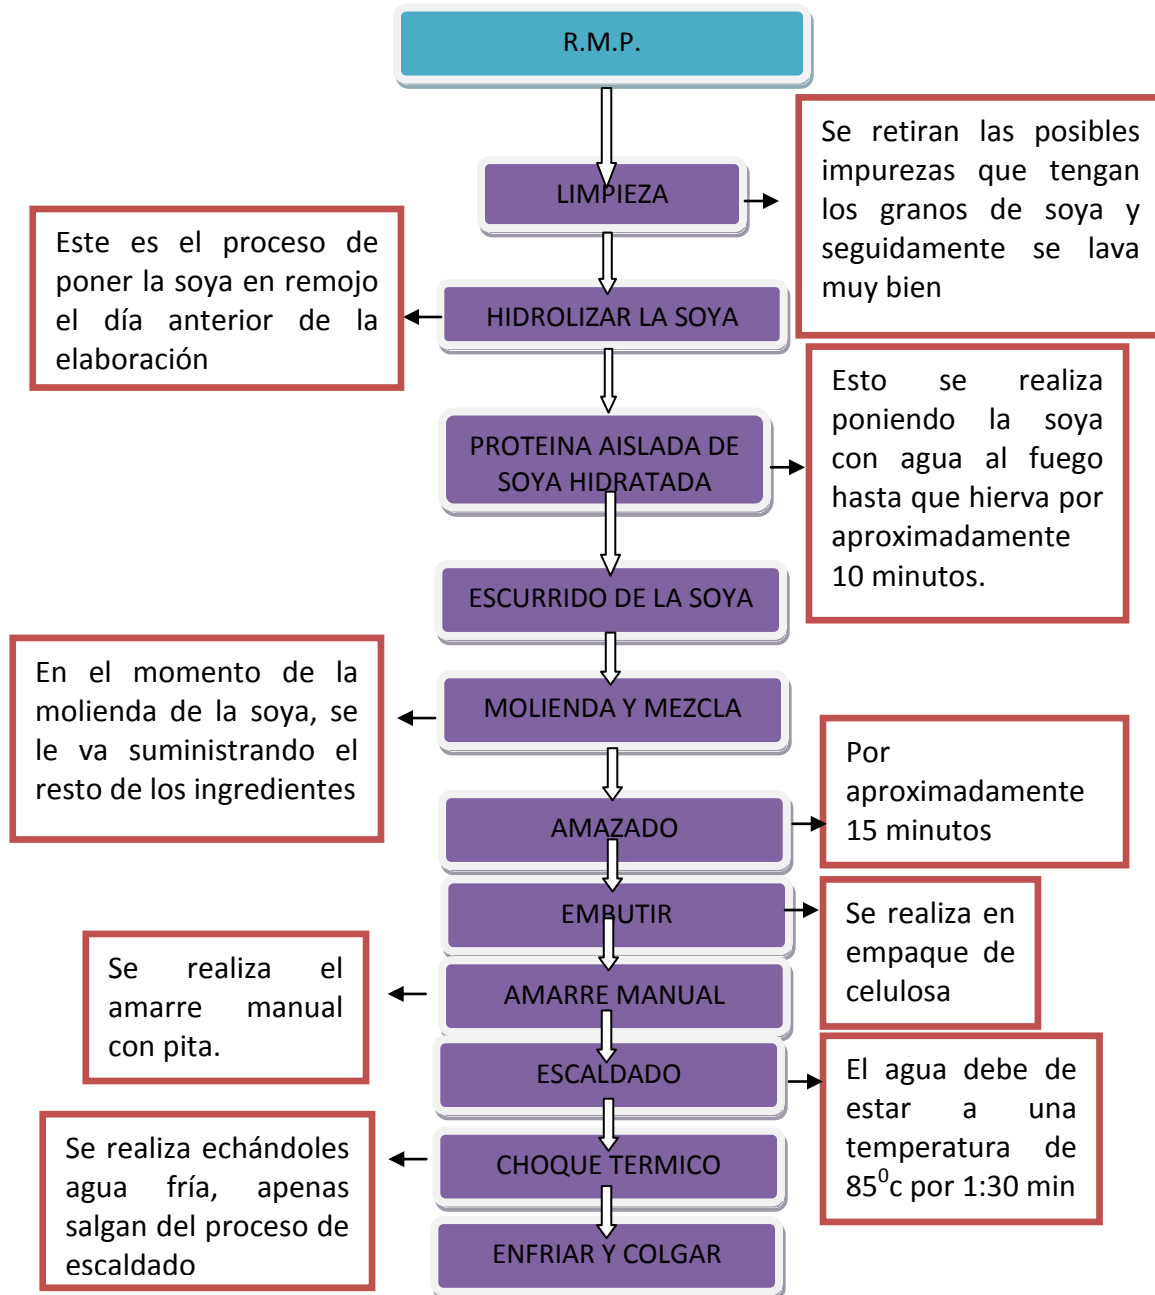 R.M.P.
Se retiran las posibles
impurezas que tengan
los granos de soya y
seguidamente se lava
muy bien
LIMPIEZA
Este es el proceso de
poner la soya en remojo
el día anterior de la
elaboración
HIDROLIZAR LA SOYA
Esto se realiza
poniendo la soya
con agua al fuego
hasta que hierva por
aproximadamente
10 minutos.
PROTEINA AISLADA DE
SOYA HIDRATADA
ESCURRIDO DE LA SOYA
En el momento de la
molienda de la soya, se
le va suministrando el
resto de los ingredientes
MOLIENDA Y MEZCLA
Por
aproximadamente
15 minutos
AMAZADO
EMBUTIR
Se realiza en
empaque de
celulosa
Se realiza el
amarre manual
con pita.
AMARRE MANUAL
ESCALDADO
El agua debe de
estar a una
temperatura de
85⁰c por 1:30 min
Se realiza echándoles
agua fría, apenas
salgan del proceso de
escaldado
CHOQUE TERMICO
ENFRIAR Y COLGAR